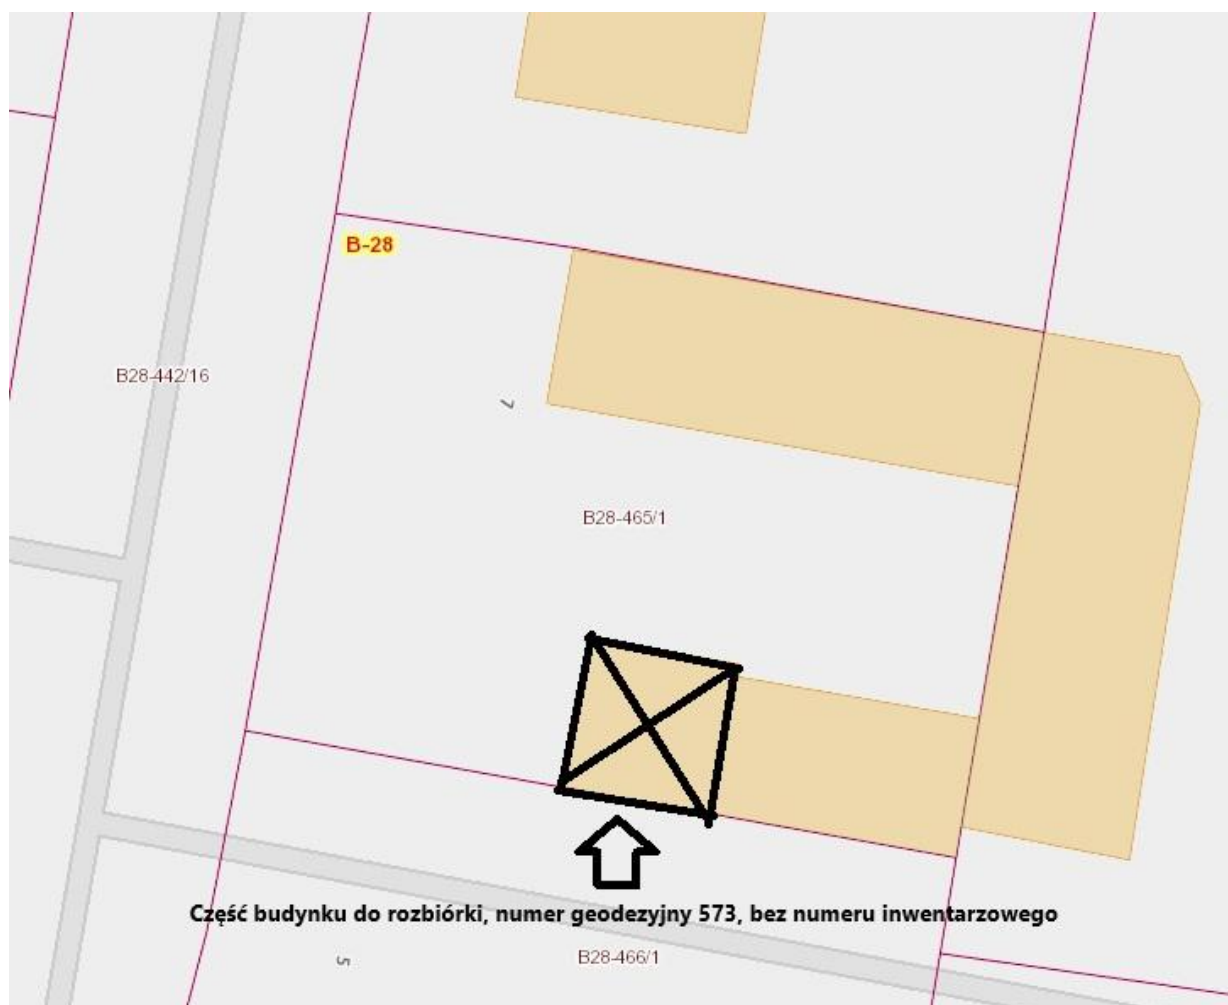 B-28
B28-442/16
7
B28-465/1
Część budynku do rozbiórki, numer geodezyjny 573, bez numeru inwentarzowego
B28-466/1
5